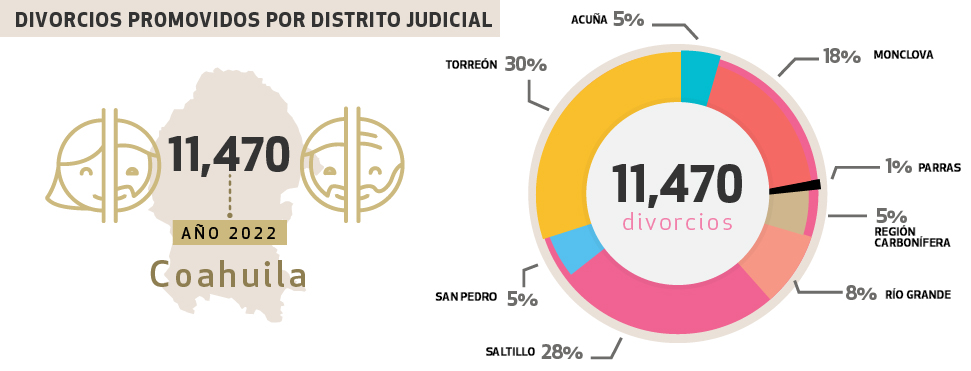 DIVORCIOS PROMOVIDOS POR DISTRITO JUDICIAL
11,470
AÑO 2022
Coahuila
ACUÑA 5%
18% MONCLOVA
TORREÓN 30%
11,470
divorcios
1% PARRAS
5%
REGIÓN
CARBONÍFERA
8% RÍO GRANDE
SAN PEDRO 5%
SALTILLO 28%